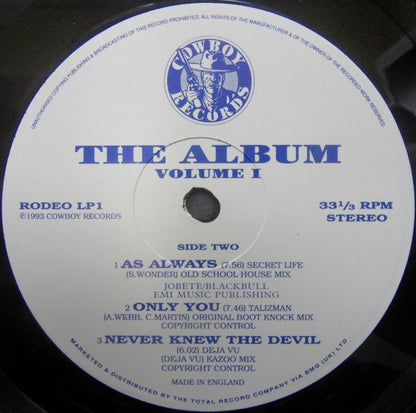 UNAUTHORISED COPYING PUBLISHING & BROADCASTING OF THIS RECORD PROHIBITED. ALL RIGHTS OF THE MANUFACTURER & OF THE OWNER OF THE RECORDED WORK RESERVED.
COWBOY
RECORDS
THE ALBUM
VOLUME I
RODEO LP1
℗1993 COWBOY RECORDS
33 1/3 RPM
STEREO
SIDE TWO
1 AS ALWAYS (7.56) SECRET LIFE
(S.WONDER) OLD SCHOOL HOUSE MIX
JOBETE/BLACKBULL
EMI MUSIC PUBLISHING
2 ONLY YOU (7.46) TALIZMAN
(A.WEBB, C.MARTIN) ORIGINAL BOOT KNOCK MIX
COPYRIGHT CONTROL
3 NEVER KNEW THE DEVIL
(6.02) DEJA VU
(DEJA VU) KAZOO MIX
COPYRIGHT CONTROL
MADE IN ENGLAND
MARKETED & DISTRIBUTED BY THE TOTAL RECORD COMPANY VIA BMG (UK) LTD